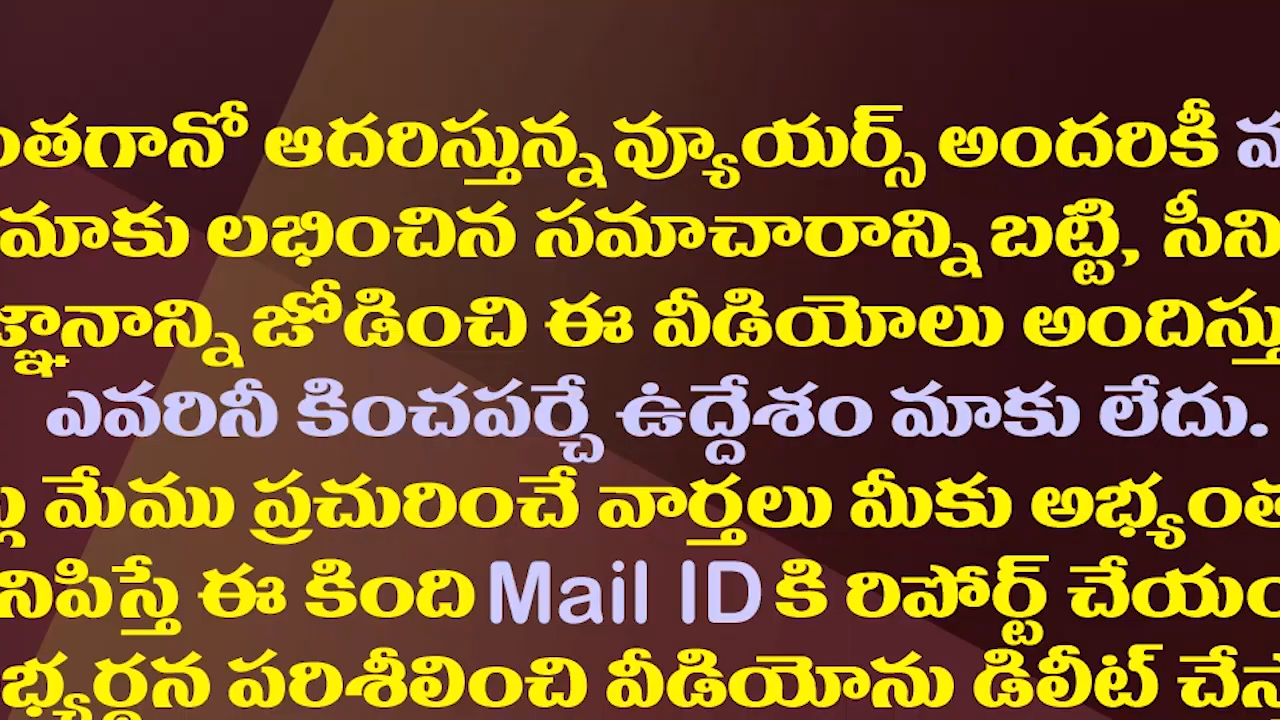 ంతగానో ఆదరిస్తున్న వ్యూయర్స్ అందరికీ
మాకు లభించిన సమాచారాన్ని బట్టి, సీని
జ్ఞానాన్ని జోడించి ఈ వీడియోలు అందిస్తు
ఎవరినీ కించపర్చే ఉద్దేశం మాకు లేదు.
మేము ప్రచురించే వార్తలు మీకు అభ్యంత
నిపిస్తే ఈ కింది Mail ID కి రిపోర్ట్ చేయం
భ్యర్థన పరిశీలించి వీడియోను డిలీట్ చేస